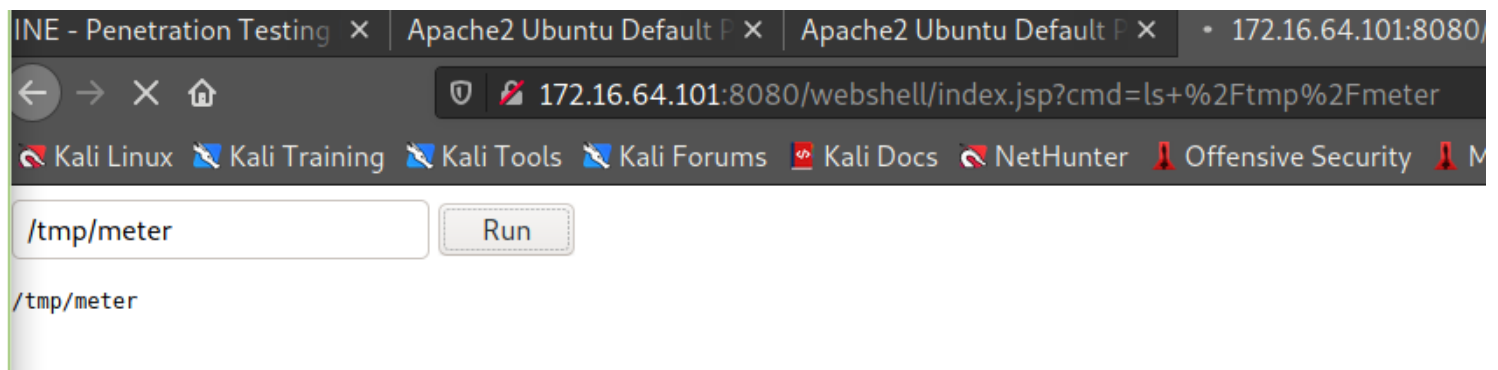 INE - Penetration Testing × Apache2 Ubuntu Default P × Apache2 Ubuntu Default P × • 172.16.64.101:8080/
172.16.64.101:8080/webshell/index.jsp?cmd=ls+%2Ftmp%2Fmeter
Kali Linux Kali Training Kali Tools Kali Forums Kali Docs NetHunter Offensive Security M
/tmp/meter Run
/tmp/meter